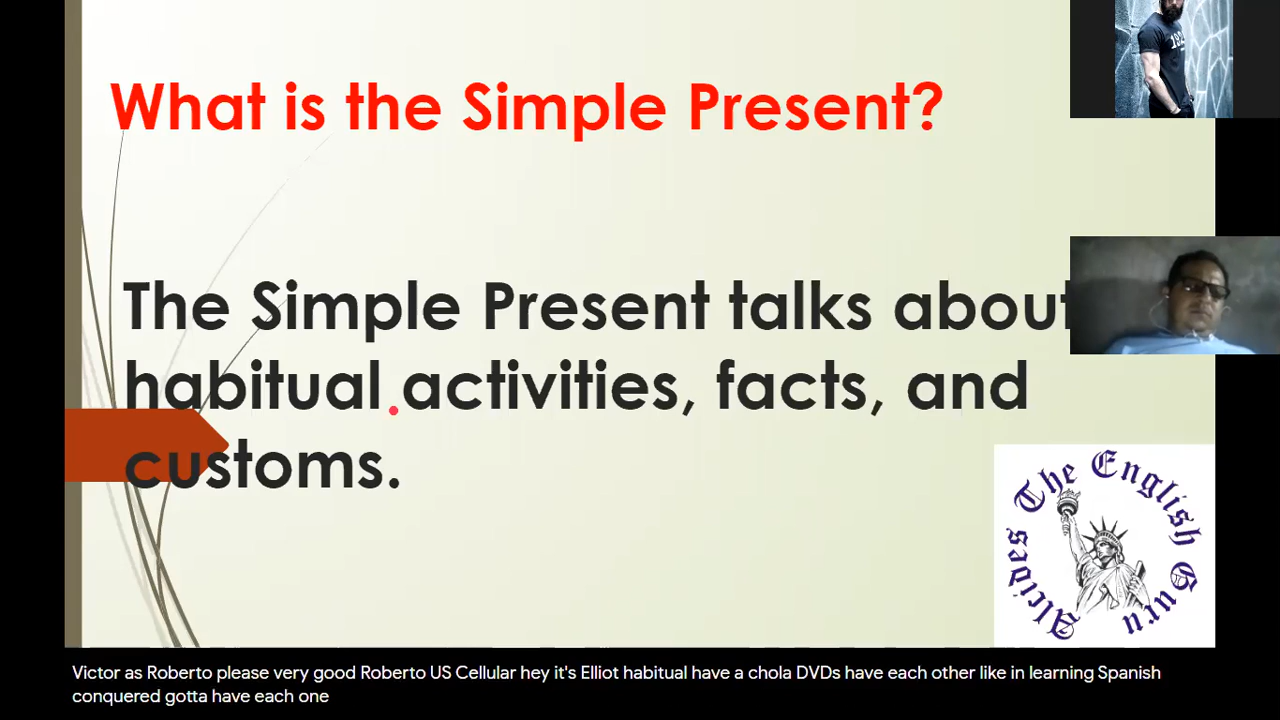 What is the Simple Present?
The Simple Present talks about
habitual activities, facts, and
customs.
Alcides The English Guru
Victor as Roberto please very good Roberto US Cellular hey it's Elliot habitual have a chola DVDs have each other like in learning Spanish
conquered gotta have each one